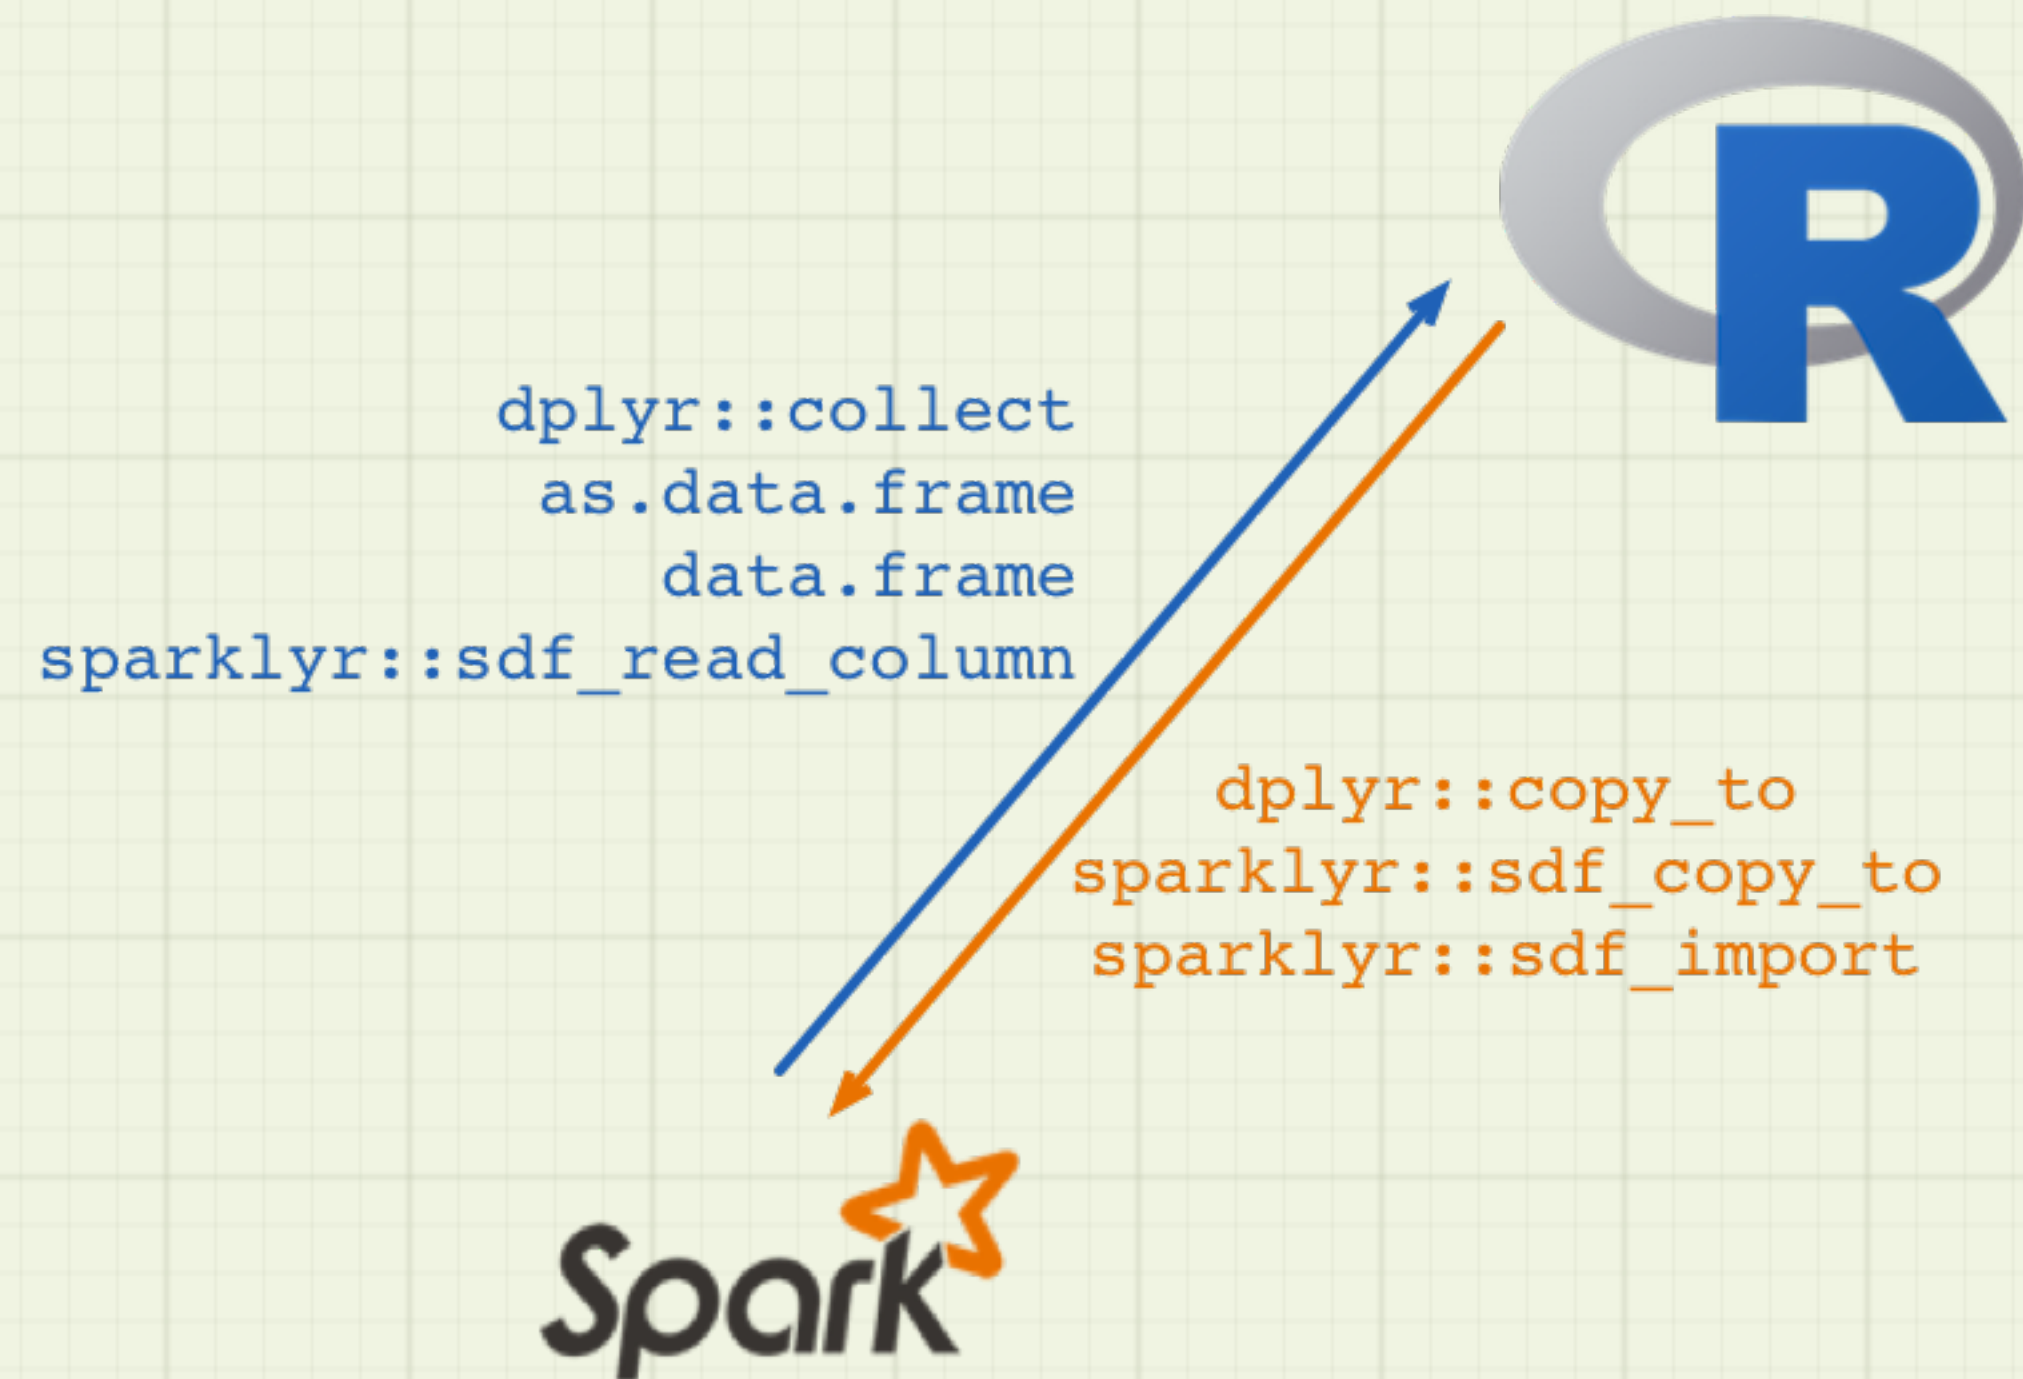 R
dplyr::collect
as.data.frame
data.frame
sparklyr::sdf_read_column
dplyr::copy_to
sparklyr::sdf_copy_to
sparklyr::sdf_import
Spark